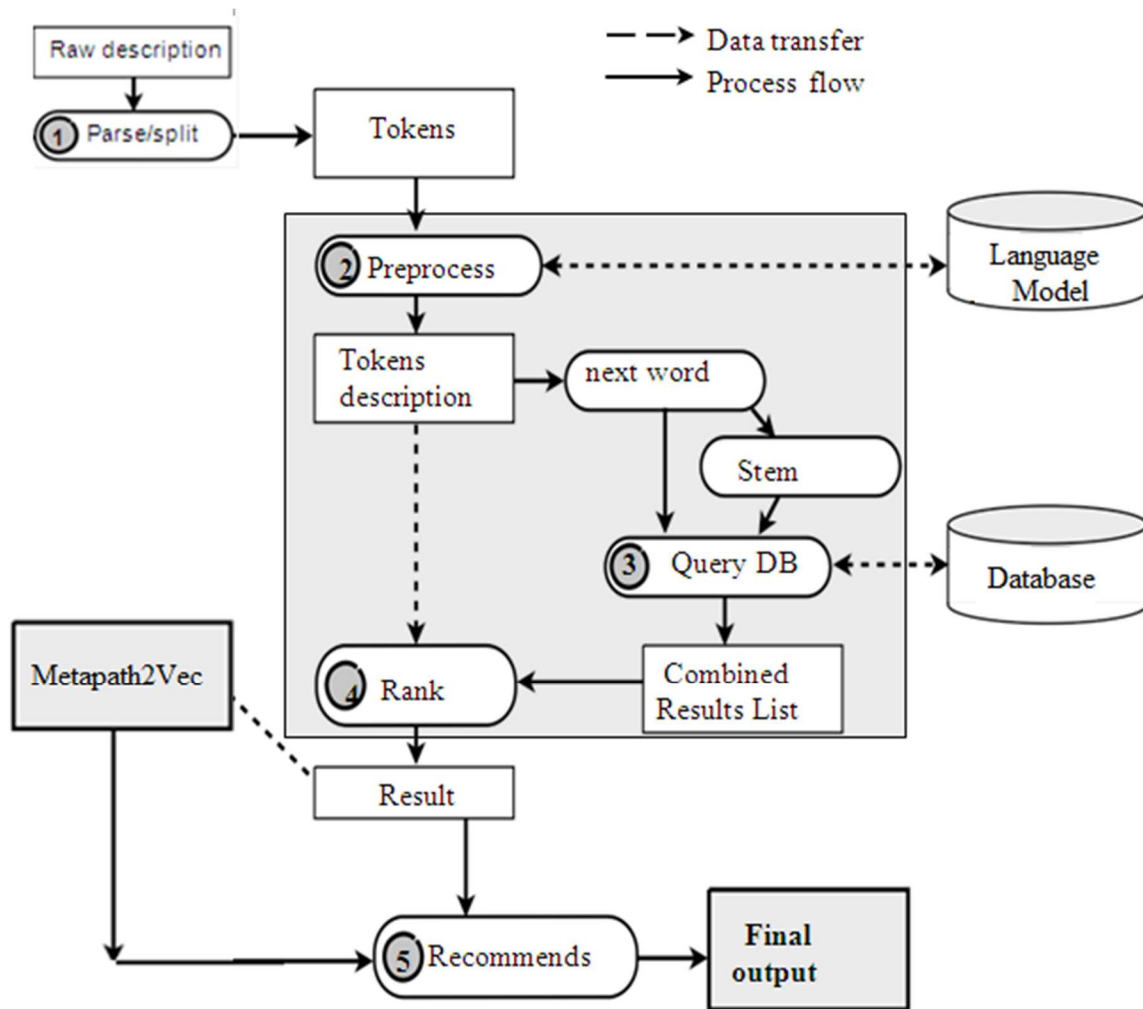 Raw description
1 Parse/split
Data transfer
Process flow
Tokens
2 Preprocess
Language
Model
Tokens
description
next word
Stem
3 Query DB
Database
Metapath2Vec
4 Rank
Combined
Results List
Result
5 Recommends
Final
output